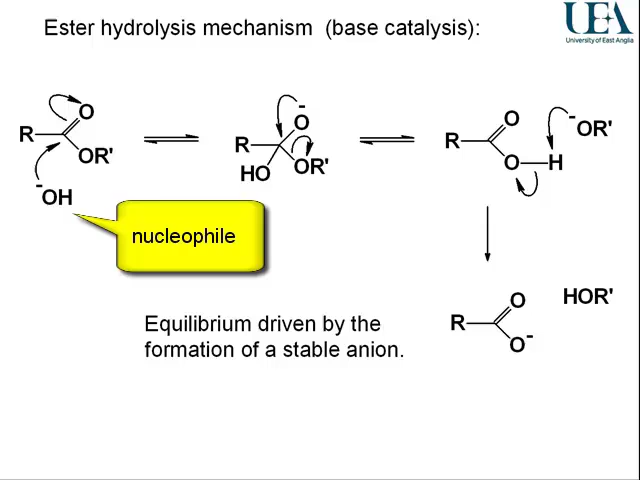 Ester hydrolysis mechanism (base catalysis):
UEA
University of East Anglia
R
O
OR'
-OH
R
O-
HO
OR'
R
O
O
H
-OR'
nucleophile
Equilibrium driven by the
formation of a stable anion.
R
O
O-
HOR'